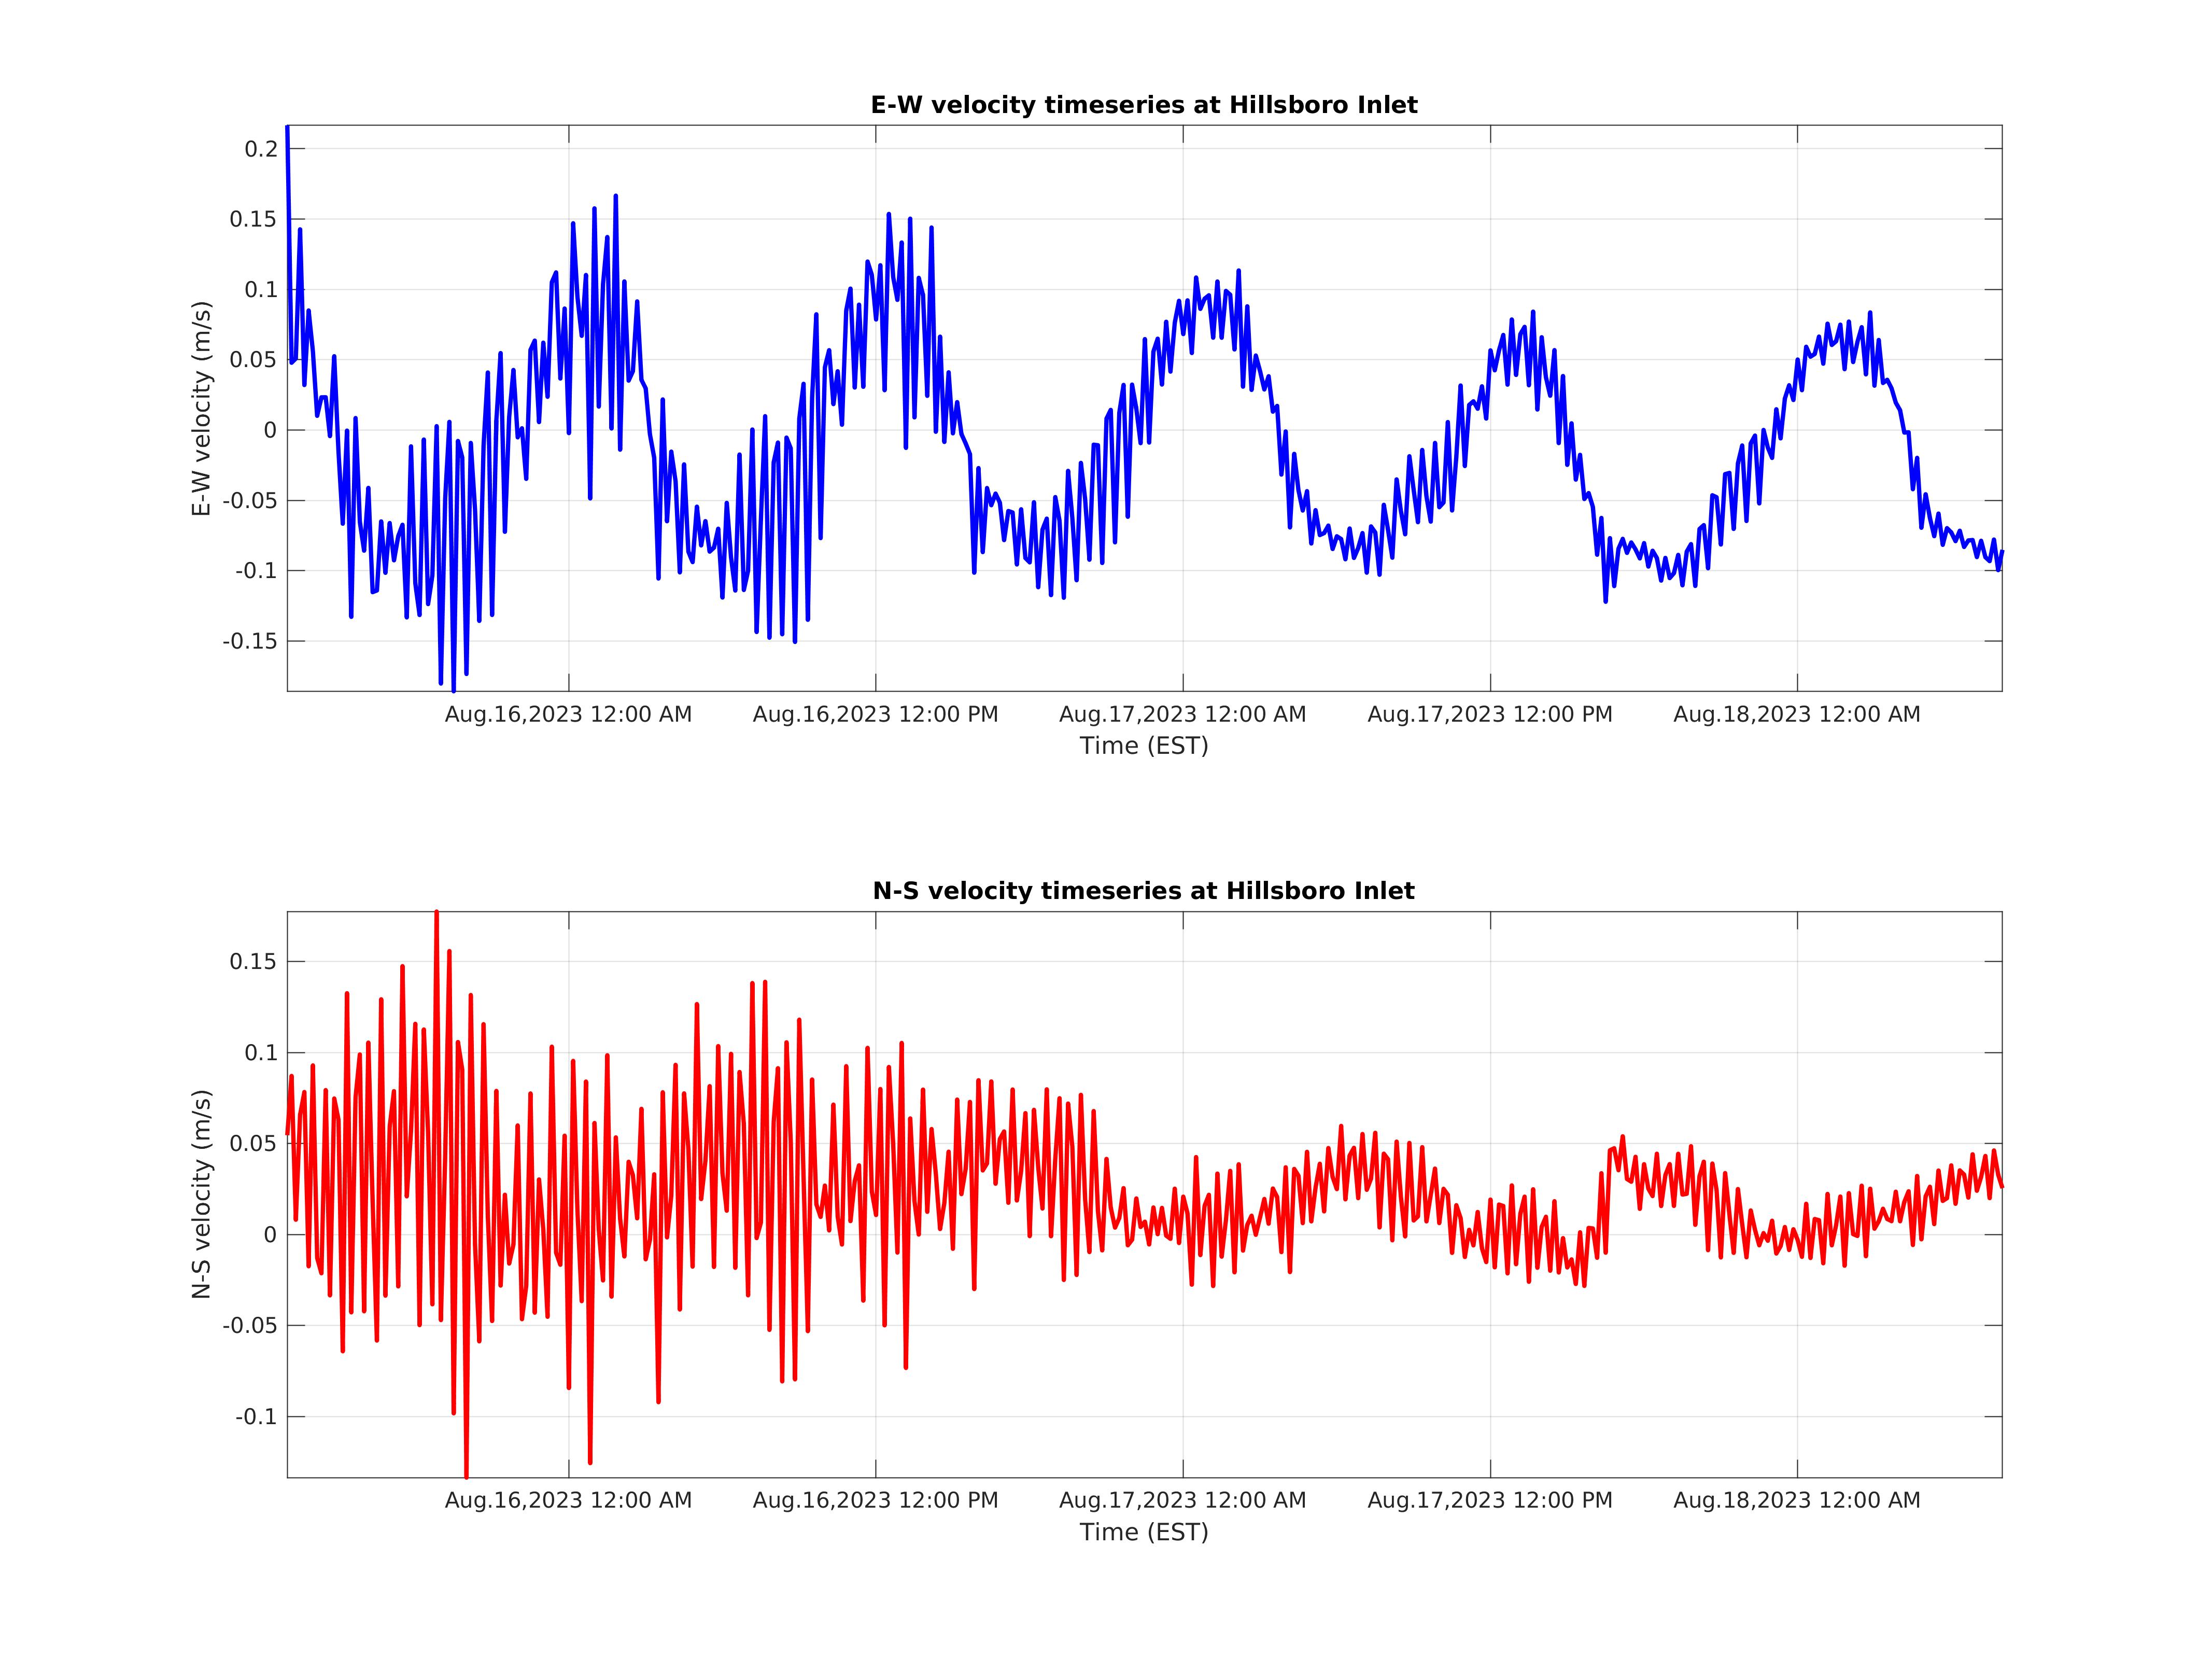 E-W velocity timeseries at Hillsboro Inlet
0.2
0.15
0.1
0.05
0
-0.05
-0.1
-0.15
E-W velocity (m/s)
Aug.16,2023 12:00 AM Aug.16,2023 12:00 PM Aug.17,2023 12:00 AM Aug.17,2023 12:00 PM Aug.18,2023 12:00 AM
Time (EST)
N-S velocity timeseries at Hillsboro Inlet
0.15
0.1
0.05
0
-0.05
-0.1
N-S velocity (m/s)
Aug.16,2023 12:00 AM Aug.16,2023 12:00 PM Aug.17,2023 12:00 AM Aug.17,2023 12:00 PM Aug.18,2023 12:00 AM
Time (EST)